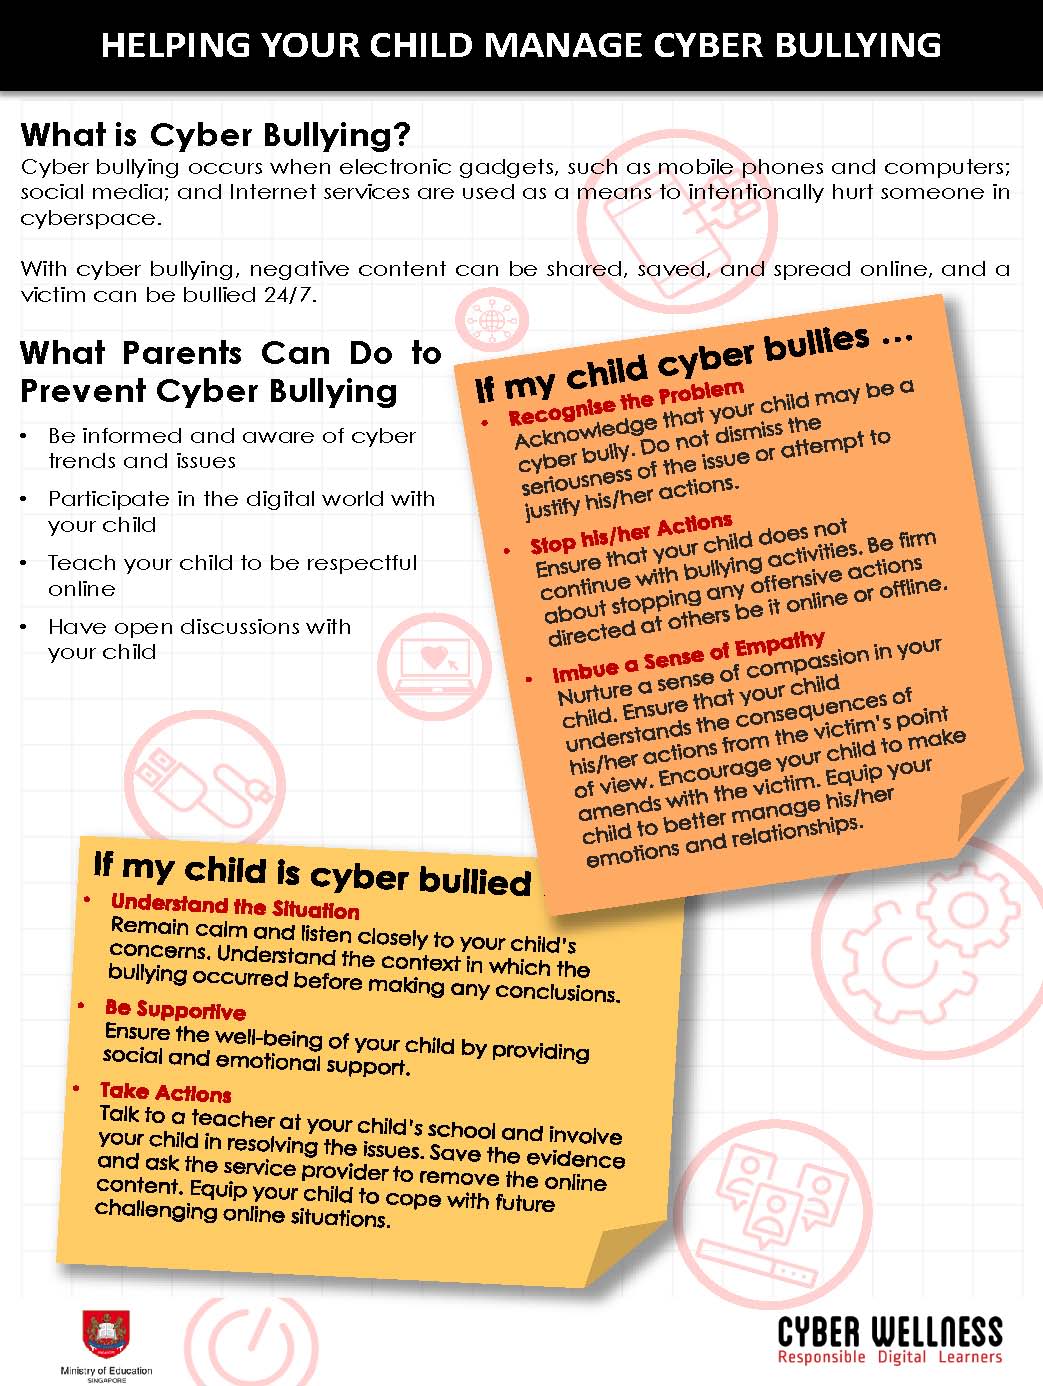 HELPING YOUR CHILD MANAGE CYBER BULLYING
What is Cyber Bullying?
Cyber bullying occurs when electronic gadgets, such as mobile phones and computers;
social media; and Internet services are used as a means to intentionally hurt someone in
cyberspace.
With cyber bullying, negative content can be shared, saved, and spread online, and a
victim can be bullied 24/7.
What Parents Can Do to
Prevent Cyber Bullying
• Be informed and aware of cyber
trends and issues
• Participate in the digital world with
your child
• Teach your child to be respectful
online
• Have open discussions with
your child
If my child cyber bullies ...
• Recognise the Problem
Acknowledge that your child may be a
cyber bully. Do not dismiss the
seriousness of the issue or attempt to
justify his/her actions.
• Stop his/her Actions
Ensure that your child does not
continue with bullying activities. Be firm
about stopping any offensive actions
directed at others be it online or offline.
• Imbue a Sense of Empathy
Nurture a sense of compassion in your
child. Ensure that your child
understands the consequences of
his/her actions from the victim's point
of view. Encourage your child to make
amends with the victim. Equip your
child to better manage his/her
emotions and relationships.
If my child is cyber bullied
• Understand the Situation
Remain calm and listen closely to your child's
concerns. Understand the context in which the
bullying occurred before making any conclusions.
• Be Supportive
Ensure the well-being of your child by providing
social and emotional support.
• Take Actions
Talk to a teacher at your child's school and involve
your child in resolving the issues. Save the evidence
and ask the service provider to remove the online
content. Equip your child to cope with future
challenging online situations.
Ministry of Education
SINGAPORE
CYBER WELLNESS
Responsible Digital Learners